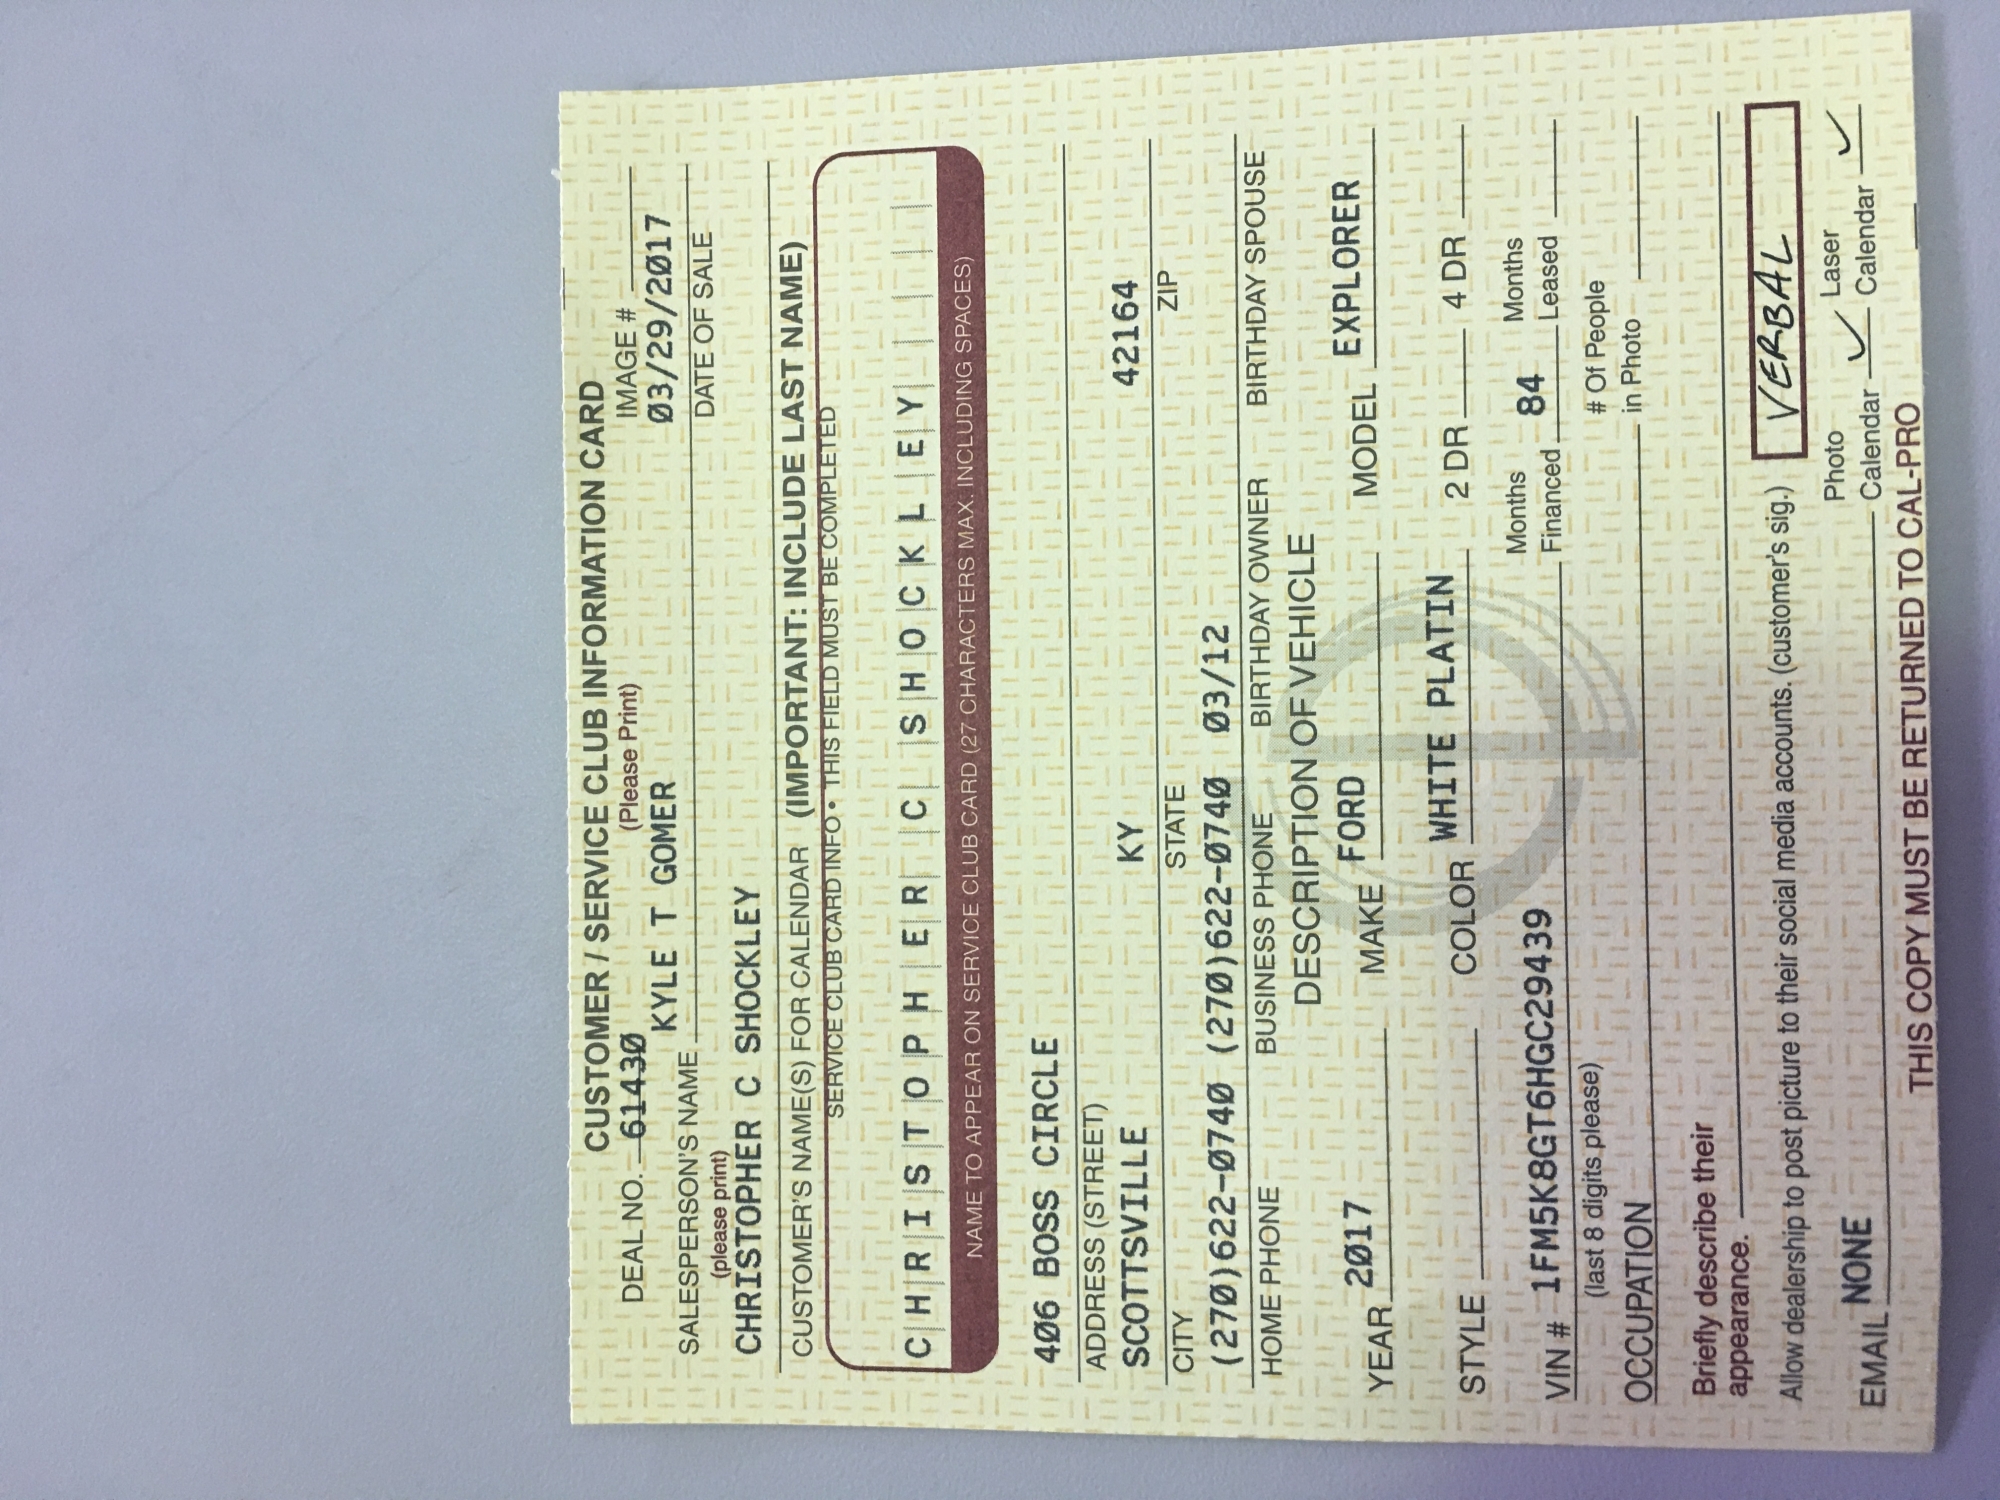 CUSTOMER / SERVICE CLUB INFORMATION CARD
(Please Print)
DEAL NO. 61430 IMAGE #
KYLE T GOMER 03/29/2017
SALESPERSON'S NAME DATE OF SALE
(please print)
CHRISTOPHER C SHOCKLEY
CUSTOMER'S NAME(S) FOR CALENDAR (IMPORTANT: INCLUDE LAST NAME)
SERVICE CLUB CARD INFO • THIS FIELD MUST BE COMPLETED
CHRISTOPHER C SHOCKLEY
NAME TO APPEAR ON SERVICE CLUB CARD (27 CHARACTERS MAX. INCLUDING SPACES)
406 BOSS CIRCLE
ADDRESS (STREET)
SCOTTSVILLE KY 42164
CITY STATE ZIP
(270)622-0740 (270)622-0740 03/12
HOME PHONE BUSINESS PHONE BIRTHDAY OWNER BIRTHDAY SPOUSE
DESCRIPTION OF VEHICLE
YEAR 2017 MAKE FORD MODEL EXPLORER
STYLE COLOR WHITE PLATIN 2 DR 4 DR
VIN # 1FM5K8GT6HGC29439 Months Financed 84 Months Leased
(last 8 digits please)
OCCUPATION # Of People in Photo
Briefly describe their
appearance.
Allow dealership to post picture to their social media accounts. (customer's sig.) VERBAL
EMAIL NONE Photo Calendar ✓ Laser Calendar ✓
THIS COPY MUST BE RETURNED TO CAL-PRO